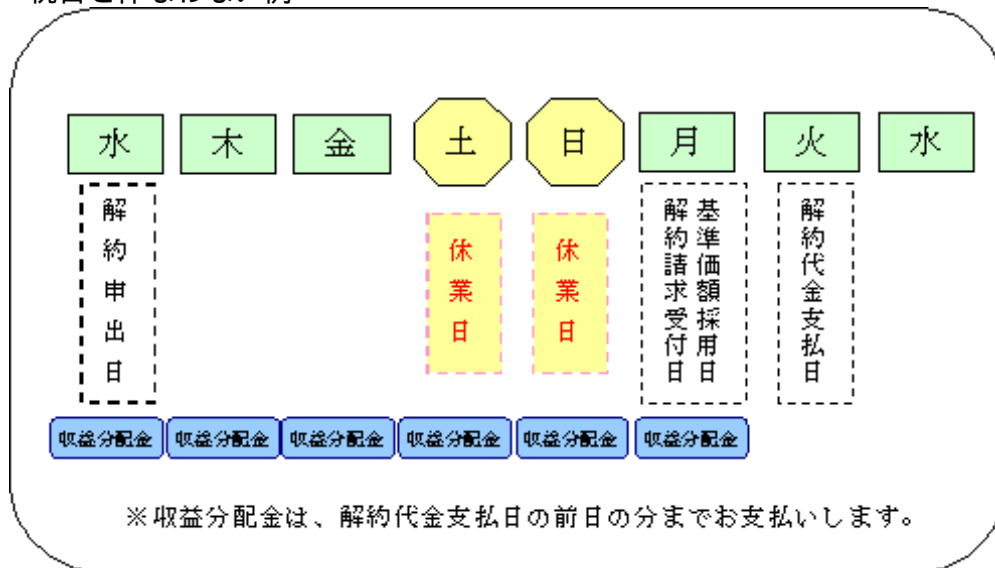 水 木 金 土 日 月 火 水
解約申出日
休業日
休業日
基準価額採用日
解約請求受付日
解約代金支払日
収益分配金 収益分配金 収益分配金 収益分配金 収益分配金 収益分配金
※収益分配金は、解約代金支払日の前日の分までお支払いします。